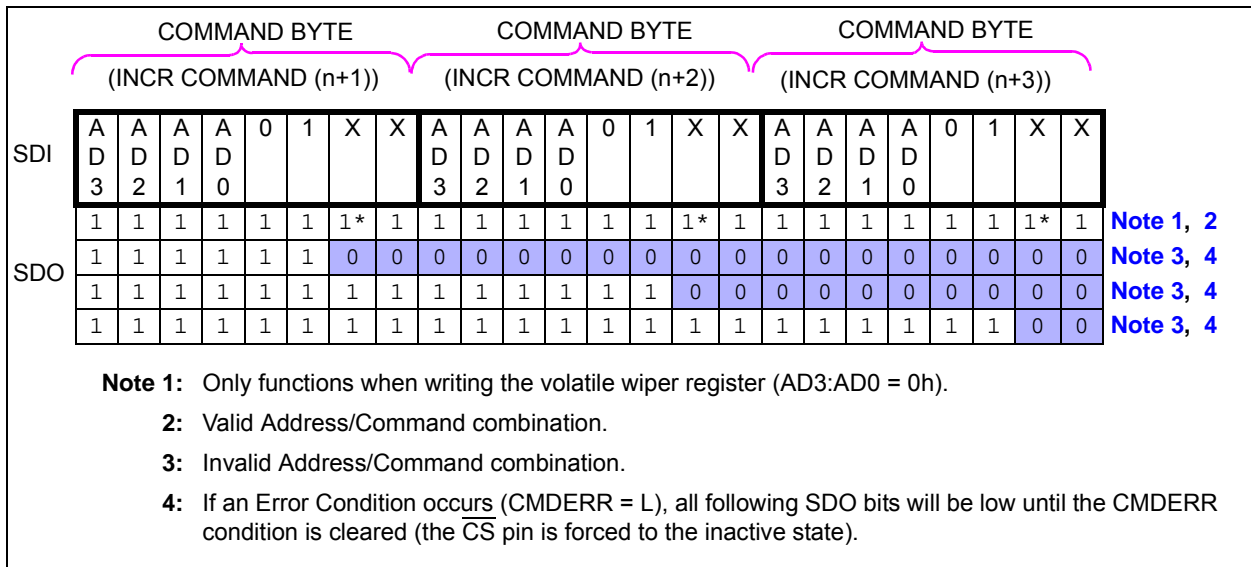 COMMAND BYTE COMMAND BYTE COMMAND BYTE
(INCR COMMAND (n+1)) (INCR COMMAND (n+2)) (INCR COMMAND (n+3))
SDI A A A A 0 1 X X A A A A 0 1 X X A A A A 0 1 X X
D D D D D D D D D D D D
3 2 1 0 3 2 1 0 3 2 1 0
SDO
1 1 1 1 1 1 1* 1 1 1 1 1 1 1 1* 1 1 1 1 1 1 1 1* 1 Note 1, 2
1 1 1 1 1 1 0 0 0 0 0 0 0 0 0 0 0 0 0 0 0 0 0 0 Note 3, 4
1 1 1 1 1 1 1 1 1 1 1 1 1 1 0 0 0 0 0 0 0 0 0 0 Note 3, 4
1 1 1 1 1 1 1 1 1 1 1 1 1 1 1 1 1 1 1 1 1 1 0 0 Note 3, 4
Note 1: Only functions when writing the volatile wiper register (AD3:AD0 = 0h).
2: Valid Address/Command combination.
3: Invalid Address/Command combination.
4: If an Error Condition occurs (CMDERR = L), all following SDO bits will be low until the CMDERR
condition is cleared (the C̅S̅ pin is forced to the inactive state).